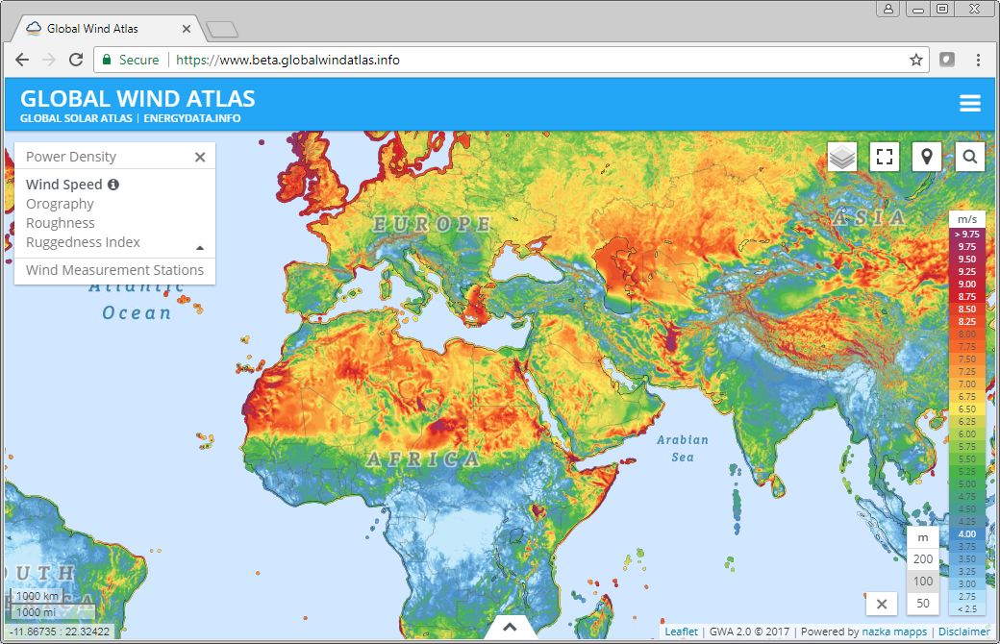 Global Wind Atlas
Secure
https://www.beta.globalwindatlas.info
GLOBAL WIND ATLAS
GLOBAL SOLAR ATLAS | ENERGYDATA.INFO
Power Density
Wind Speed
Orography
Roughness
Ruggedness Index
Wind Measurement Stations
EUROPE
ASIA
Atlantic
Ocean
AFRICA
Arabian
Sea
m/s
> 9.75
9.75
9.50
9.25
9.00
8.75
8.50
8.25
8.00
7.75
7.50
7.25
7.00
6.75
6.50
6.25
6.00
5.75
5.50
5.25
5.00
4.75
4.50
4.25
4.00
3.75
3.50
3.25
3.00
2.75
< 2.5
m
200
100
50
OUTH
1000 km
1000 mi
-11.86735 : 22.32422
Leaflet | GWA 2.0 © 2017 | Powered by nazka mapps | Disclaimer